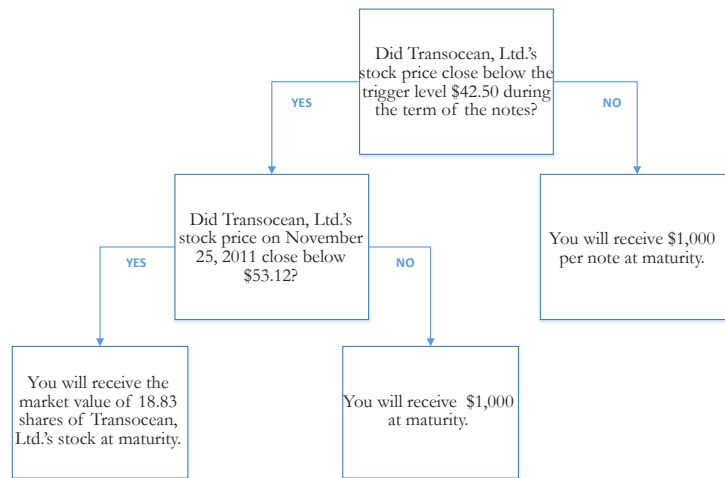 Did Transocean, Ltd.'s
stock price close below the
trigger level $42.50 during
the term of the notes?
YES
NO
Did Transocean, Ltd.'s
stock price on November
25, 2011 close below
$53.12?
You will receive $1,000
per note at maturity.
YES
NO
You will receive the
market value of 18.83
shares of Transocean,
Ltd.'s stock at maturity.
You will receive $1,000
at maturity.